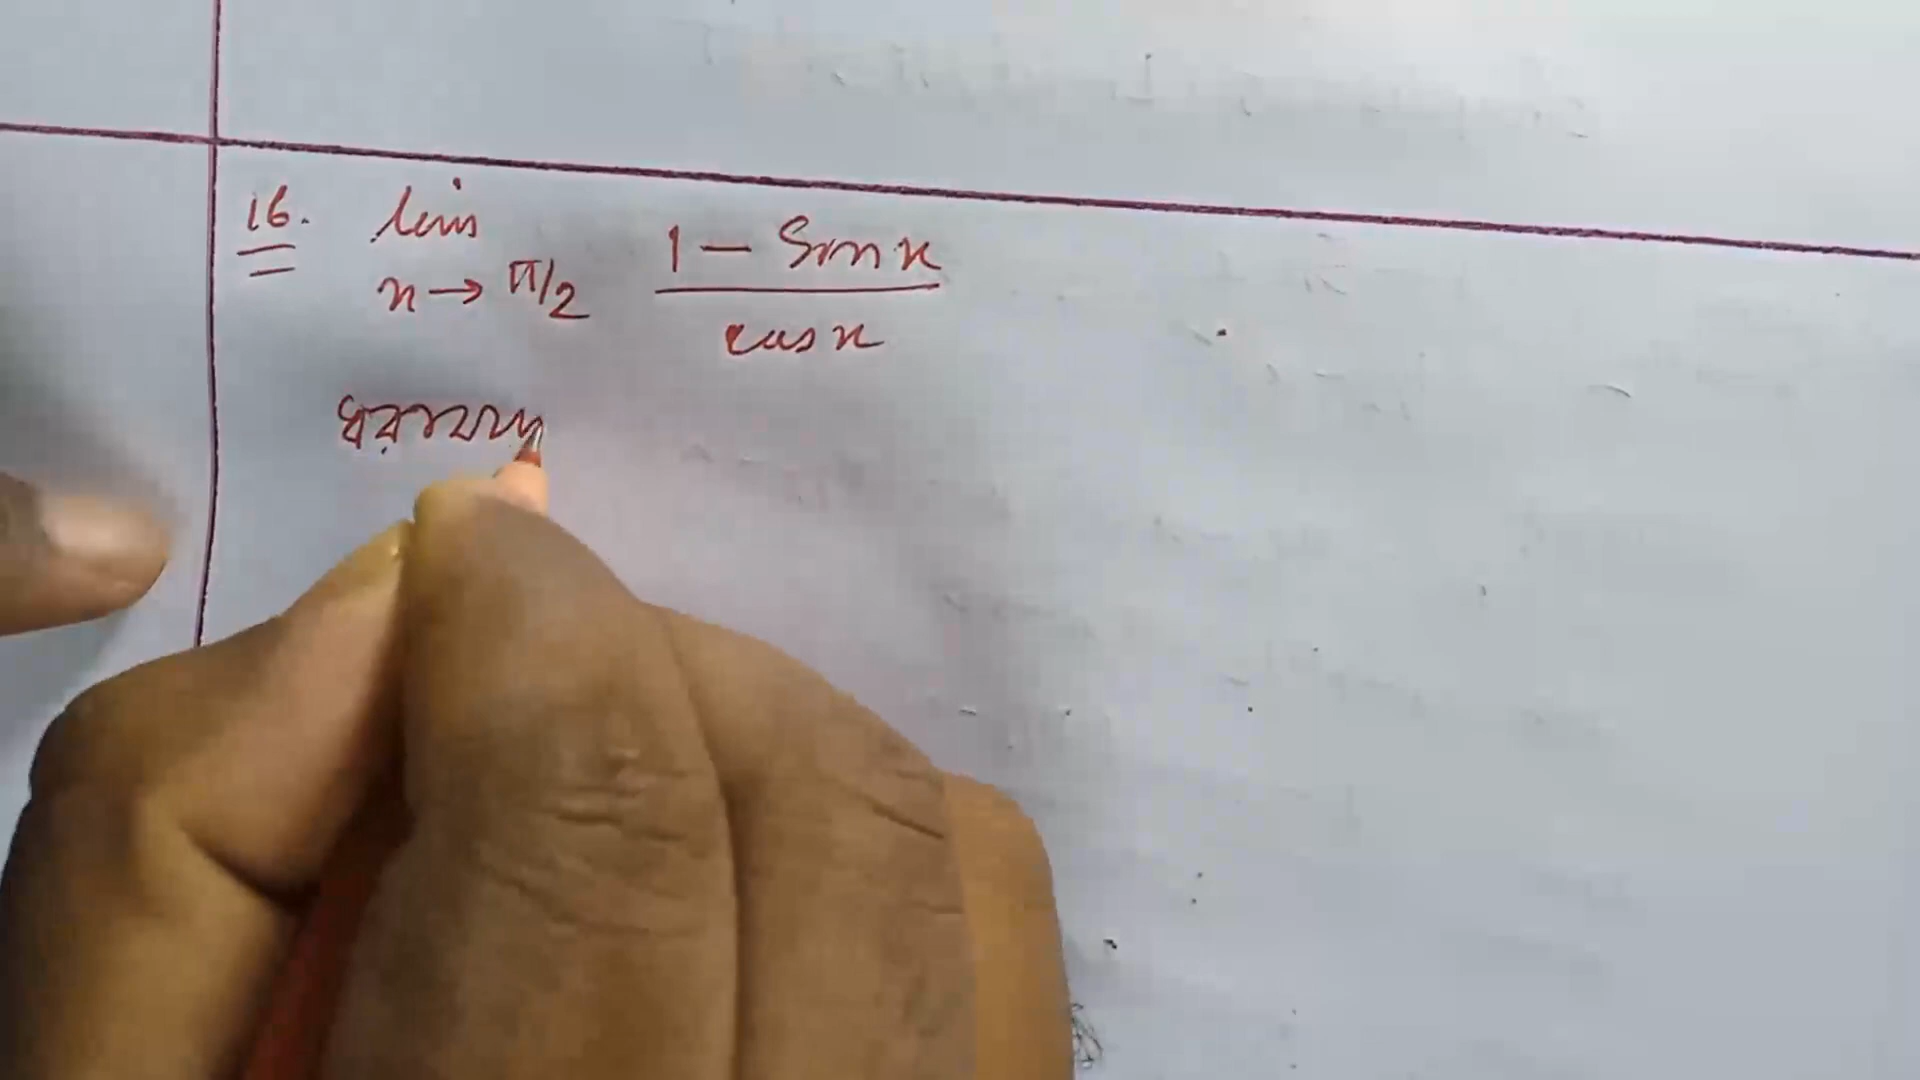 16. lim 1 - Sin x
x → π/2 cos x